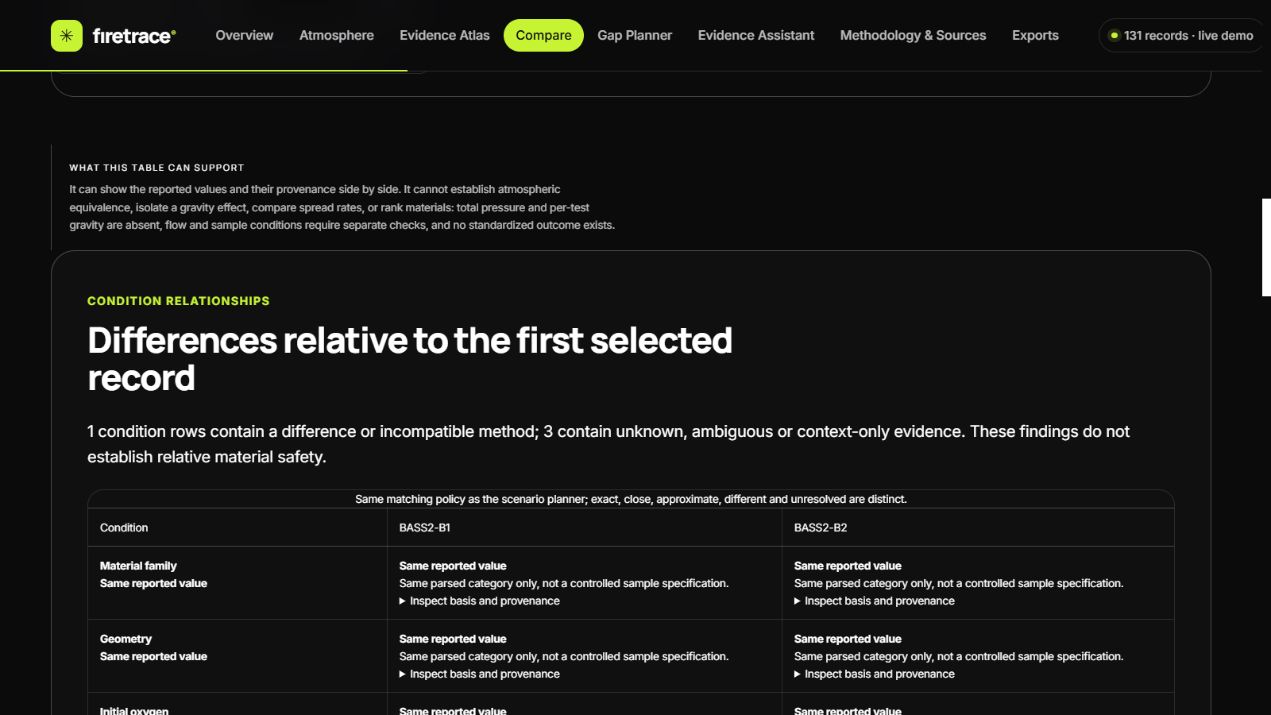 firetrace
Overview
Atmosphere
Evidence Atlas
Compare
Gap Planner
Evidence Assistant
Methodology & Sources
Exports
131 records · live demo
WHAT THIS TABLE CAN SUPPORT
It can show the reported values and their provenance side by side. It cannot establish atmospheric
equivalence, isolate a gravity effect, compare spread rates, or rank materials: total pressure and per-test
gravity are absent, flow and sample conditions require separate checks, and no standardized outcome exists.
CONDITION RELATIONSHIPS
Differences relative to the first selected
record
1 condition rows contain a difference or incompatible method; 3 contain unknown, ambiguous or context-only evidence. These findings do not
establish relative material safety.
Same matching policy as the scenario planner; exact, close, approximate, different and unresolved are distinct.
Condition
BASS2-B1
BASS2-B2
Material family
Same reported value
Same reported value
Same parsed category only, not a controlled sample specification.
Inspect basis and provenance
Same reported value
Same parsed category only, not a controlled sample specification.
Inspect basis and provenance
Geometry
Same reported value
Same reported value
Same parsed category only, not a controlled sample specification.
Inspect basis and provenance
Same reported value
Same parsed category only, not a controlled sample specification.
Inspect basis and provenance
Initial oxygen
Same reported value
Same reported value